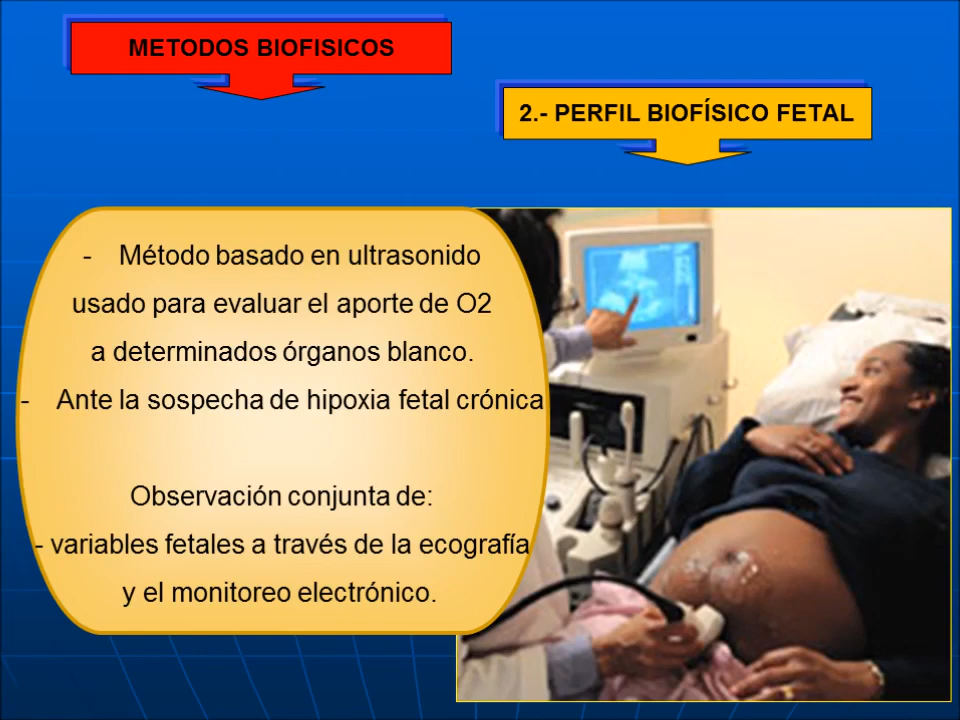 METODOS BIOFISICOS
2.- PERFIL BIOFÍSICO FETAL
- Método basado en ultrasonido
usado para evaluar el aporte de O2
a determinados órganos blanco.
- Ante la sospecha de hipoxia fetal crónica
Observación conjunta de:
- variables fetales a través de la ecografía
y el monitoreo electrónico.